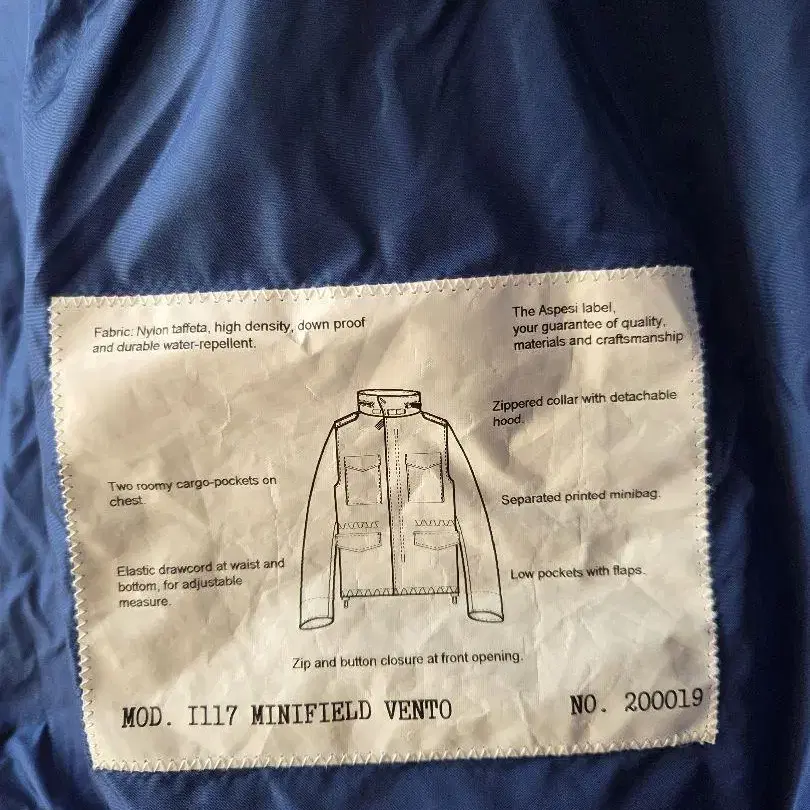 Fabric: Nylon taffeta, high density, down proof
and durable water-repellent.
The Aspesi label,
your guarantee of quality,
materials and craftsmanship
Zippered collar with detachable
hood.
Two roomy cargo-pockets on
chest.
Separated printed minibag.
Elastic drawcord at waist and
bottom, for adjustable
measure.
Low pockets with flaps.
Zip and button closure at front opening.
MOD. I117 MINIFIELD VENTO
NO. 200019